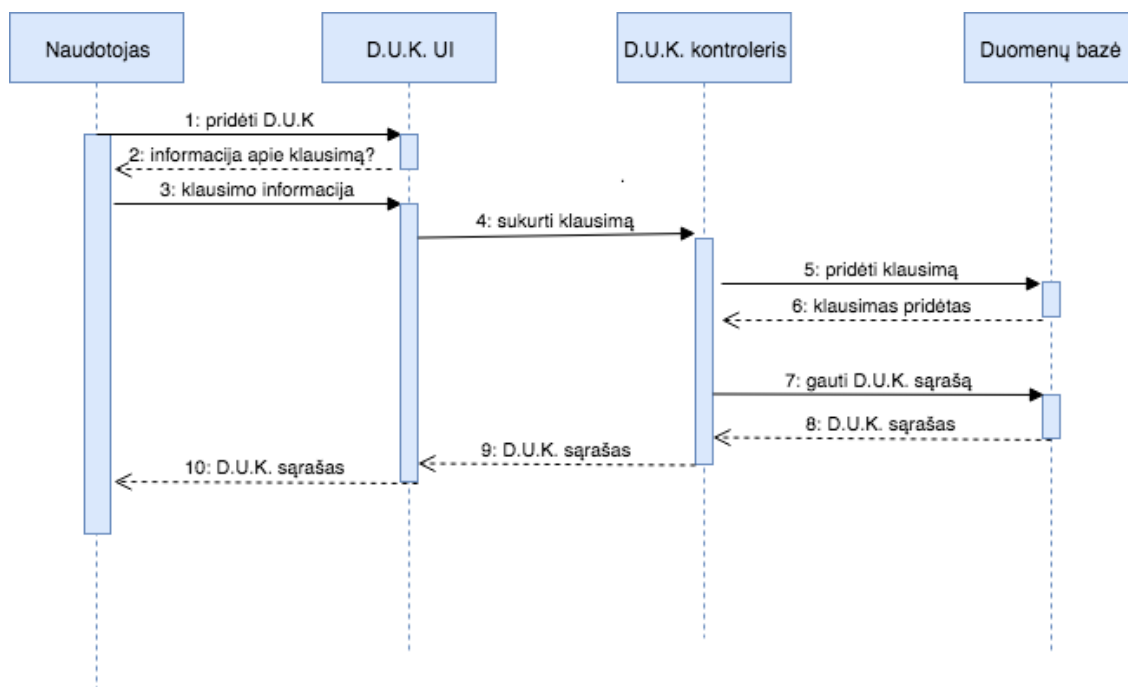 Naudotojas
D.U.K. UI
D.U.K. kontroleris
Duomenų bazė
1: pridėti D.U.K
2: informacija apie klausimą?
3: klausimo informacija
4: sukurti klausimą
5: pridėti klausimą
6: klausimas pridėtas
7: gauti D.U.K. sąrašą
8: D.U.K. sąrašas
9: D.U.K. sąrašas
10: D.U.K. sąrašas